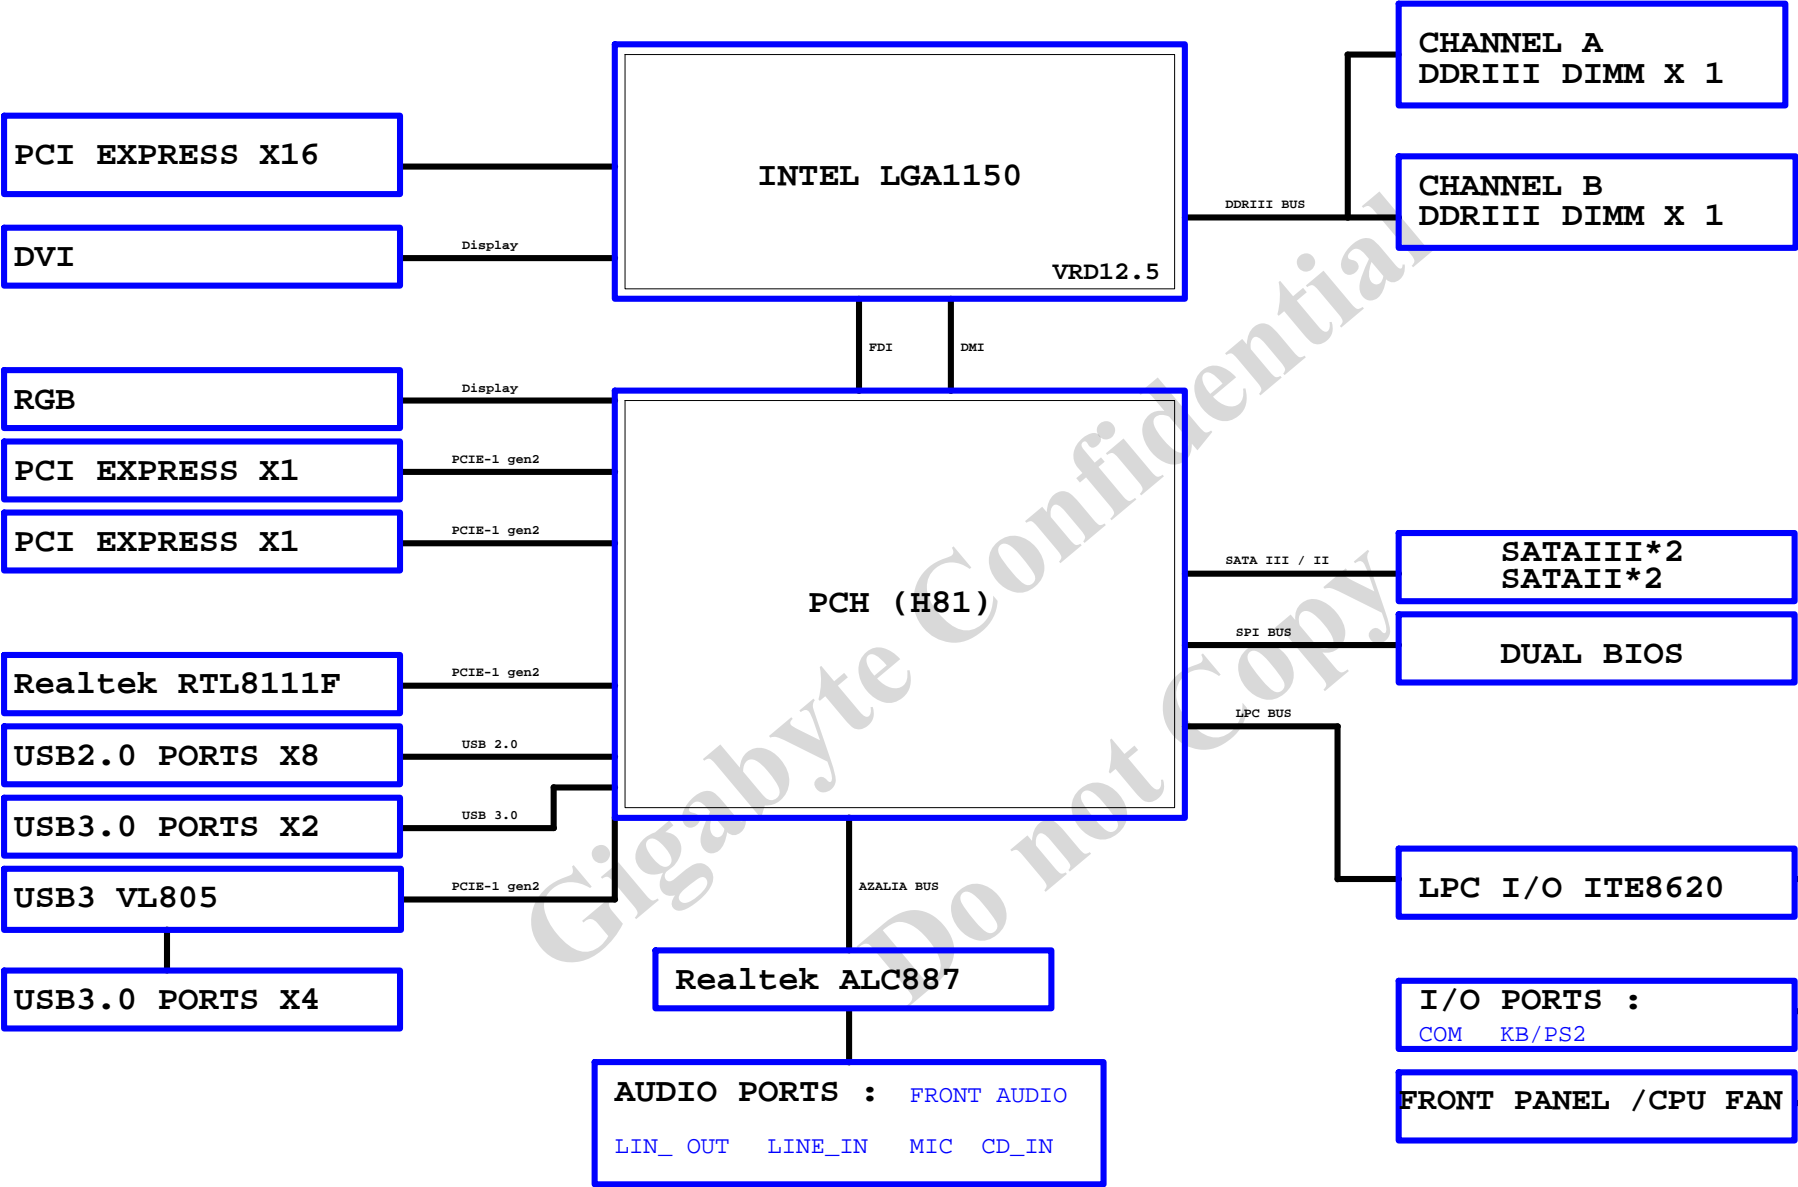 CHANNEL A
DDRIII DIMM X 1
INTEL LGA1150
VRD12.5
PCI EXPRESS X16
CHANNEL B
DDRIII DIMM X 1
DDRIII BUS
DVI
Display
FDI
DMI
RGB
Display
PCI EXPRESS X1
PCIE-1 gen2
PCI EXPRESS X1
PCIE-1 gen2
PCH (H81)
SATA III / II
SATAIII*2
SATAII*2
SPI BUS
DUAL BIOS
Realtek RTL8111F
PCIE-1 gen2
LPC BUS
USB2.0 PORTS X8
USB 2.0
USB3.0 PORTS X2
USB 3.0
USB3 VL805
PCIE-1 gen2
AZALIA BUS
LPC I/O ITE8620
USB3.0 PORTS X4
Realtek ALC887
I/O PORTS :
COM KB/PS2
AUDIO PORTS : FRONT AUDIO
LIN_ OUT LINE_IN MIC CD_IN
FRONT PANEL /CPU FAN
Gigabyte Confidential
Do not Copy